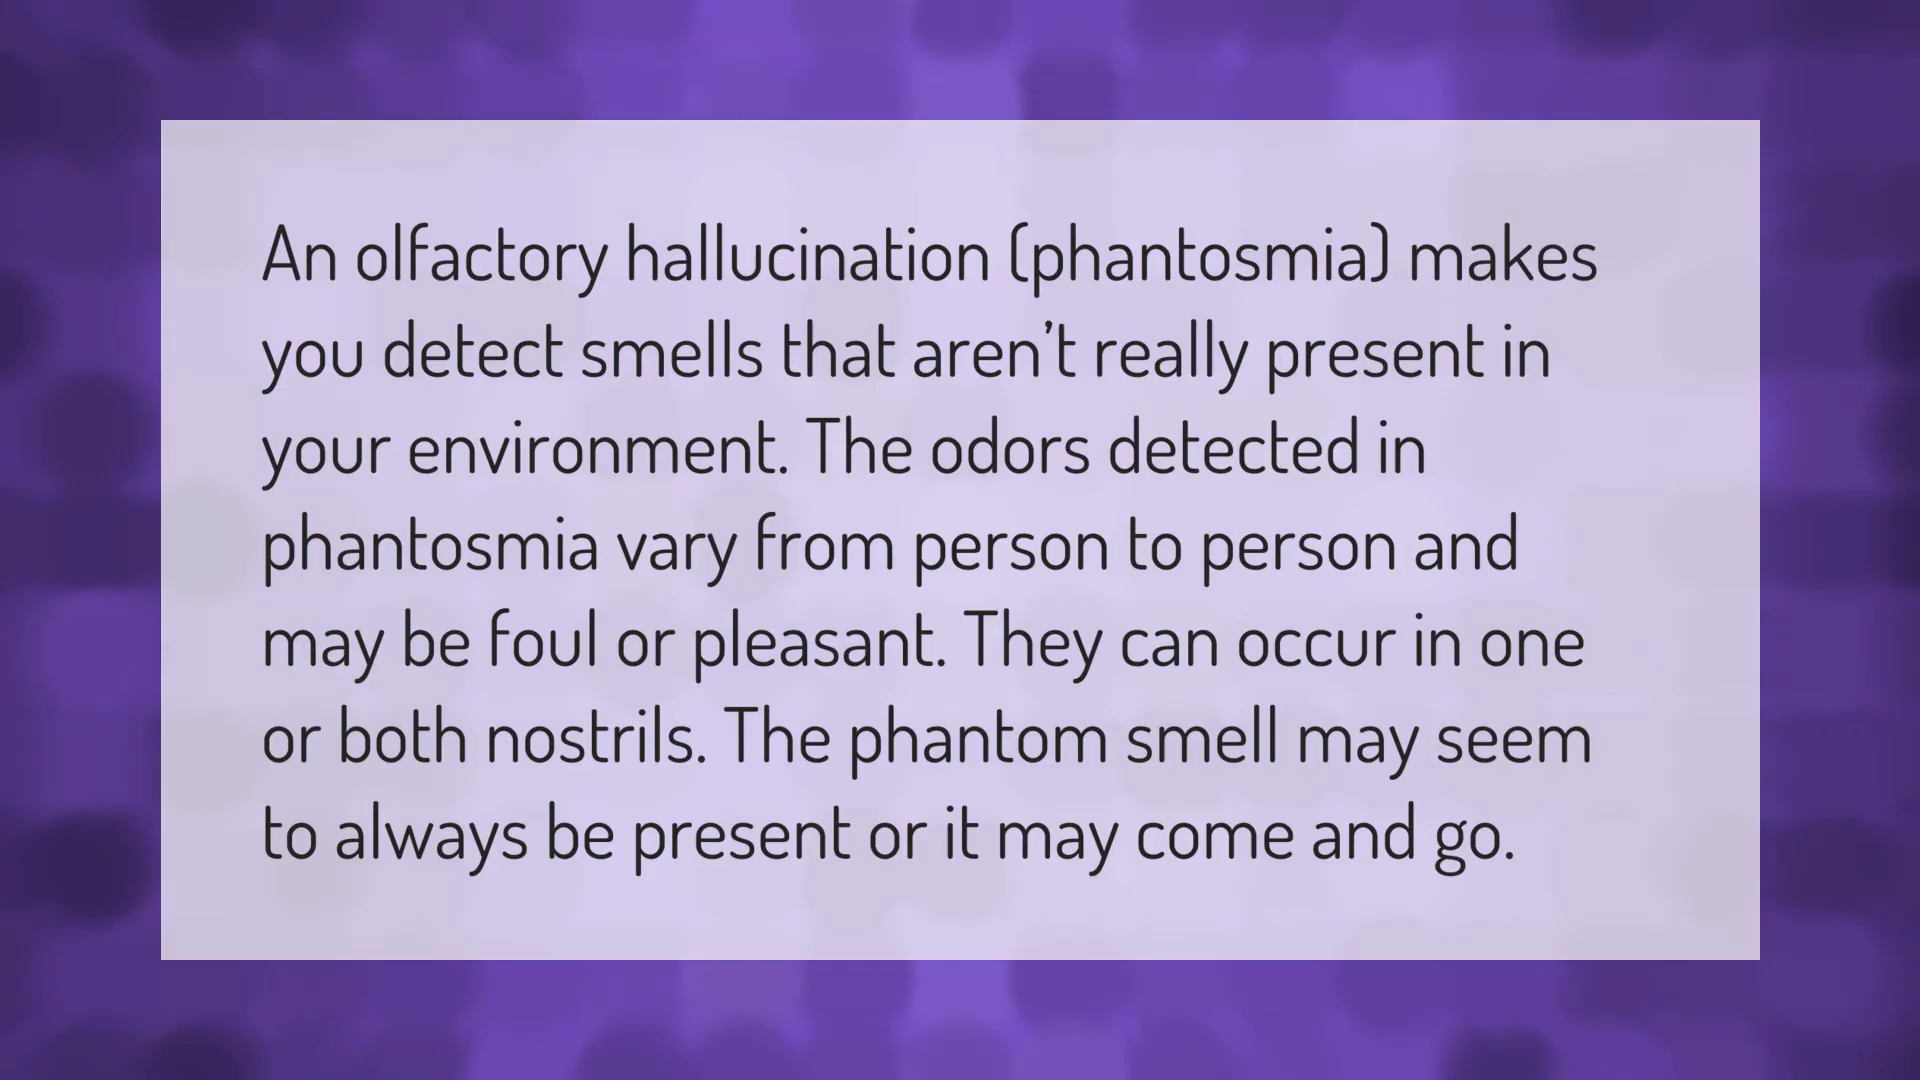 An olfactory hallucination (phantosmia) makes
you detect smells that aren’t really present in
your environment. The odors detected in
phantosmia vary from person to person and
may be foul or pleasant. They can occur in one
or both nostrils. The phantom smell may seem
to always be present or it may come and go.